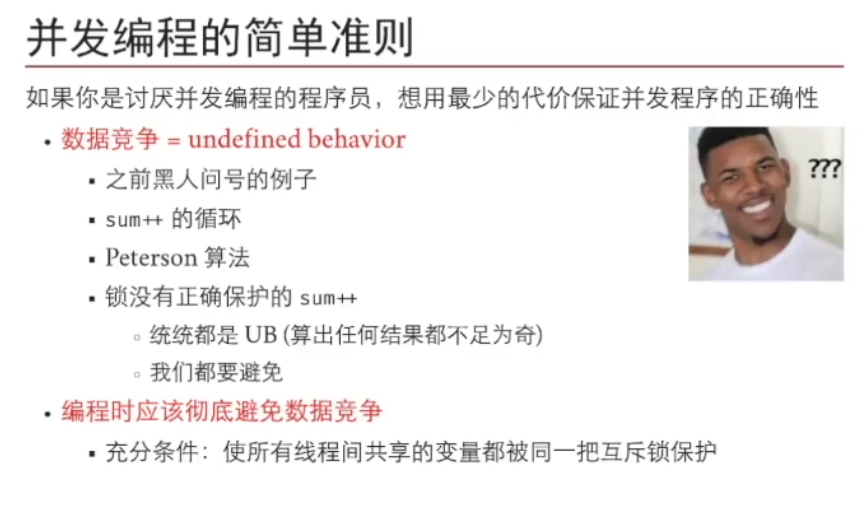 并发编程的简单准则
如果你是讨厌并发编程的程序员，想用最少的代价保证并发程序的正确性
• 数据竞争 = undefined behavior
▪ 之前黑人问号的例子
???
▪ sum++ 的循环
▪ Peterson 算法
▪ 锁没有正确保护的 sum++
◦ 统统都是 UB (算出任何结果都不足为奇)
◦ 我们都要避免
• 编程时应该彻底避免数据竞争
▪ 充分条件：使所有线程间共享的变量都被同一把互斥锁保护